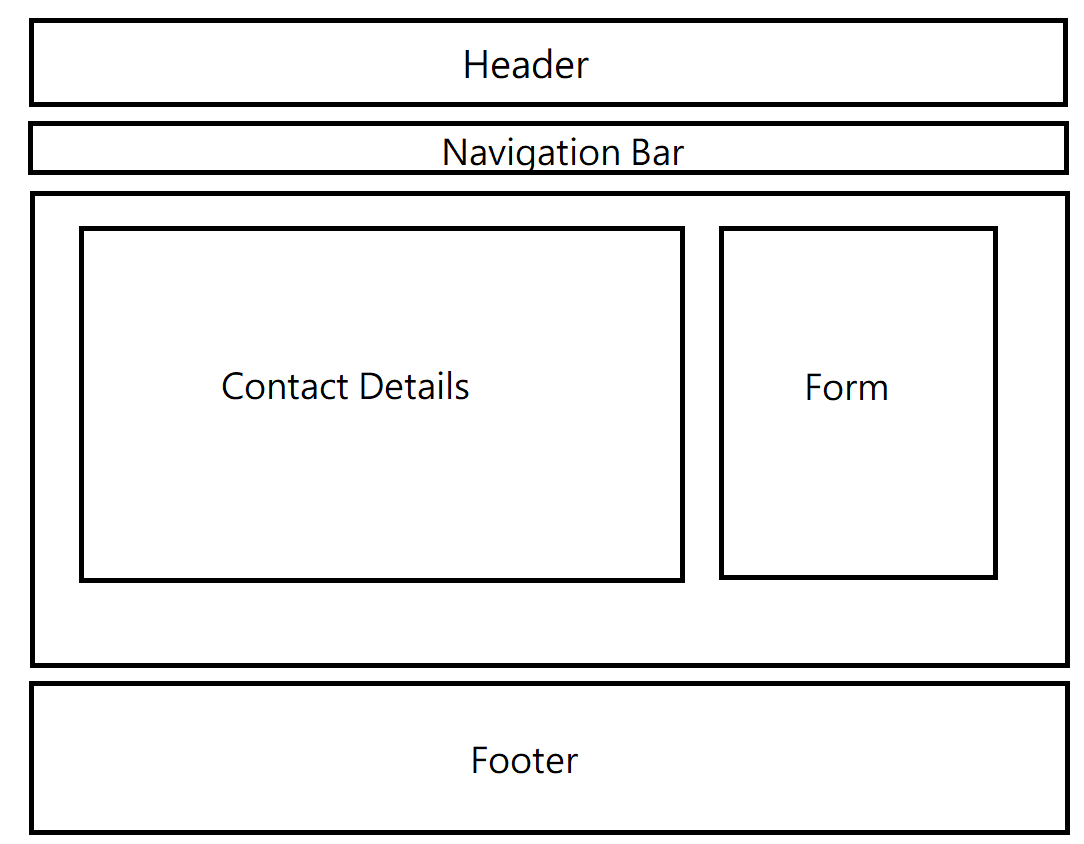 Header
Navigation Bar
Contact Details
Form
Footer